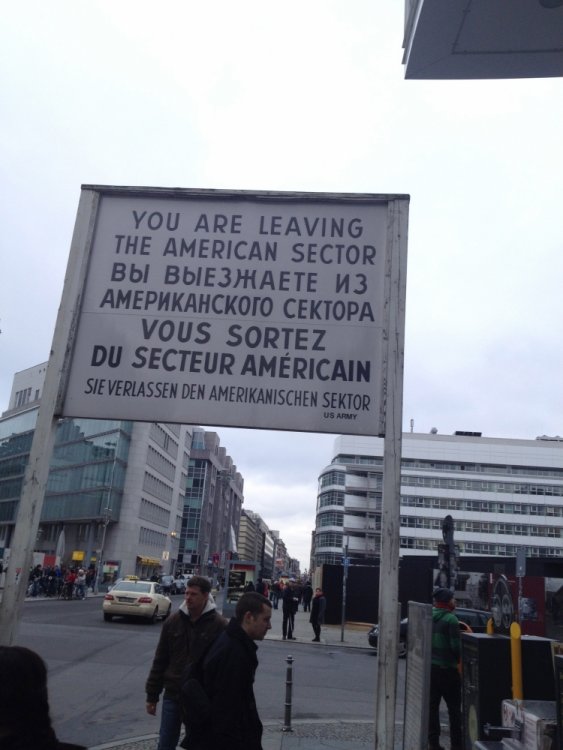 YOU ARE LEAVING
THE AMERICAN SECTOR
ВЫ ВЫЕЗЖАЕТЕ ИЗ
АМЕРИКАНСКОГО СЕКТОРА
VOUS SORTEZ
DU SECTEUR AMÉRICAIN
SIE VERLASSEN DEN AMERIKANISCHEN SEKTOR
US ARMY